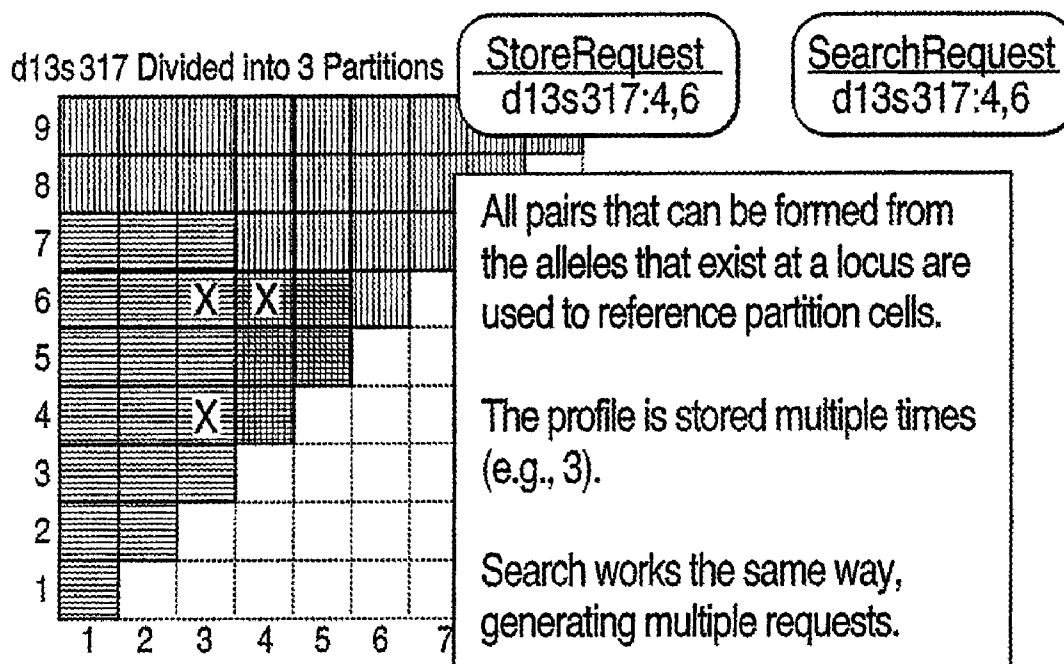 d13s317 Divided into 3 Partitions
StoreRequest
d13s317:4,6
SearchRequest
d13s317:4,6
9
8
7
6
5
4
3
2
1
X X
X
1 2 3 4 5 6 7
All pairs that can be formed from
the alleles that exist at a locus are
used to reference partition cells.
The profile is stored multiple times
(e.g., 3).
Search works the same way,
generating multiple requests.